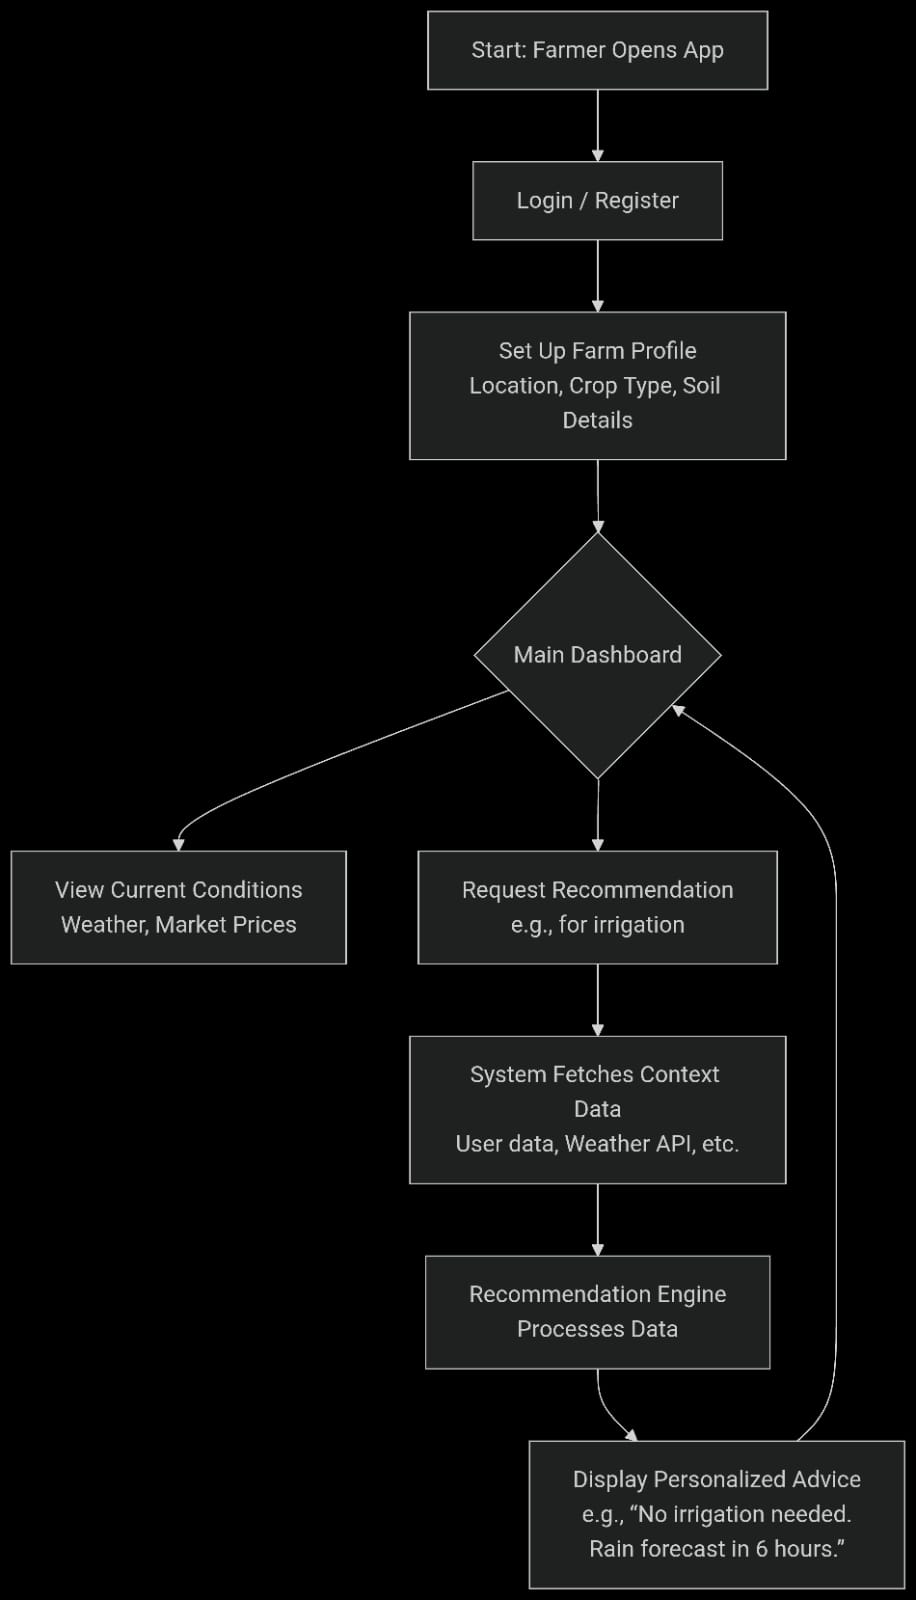 Start: Farmer Opens App
Login / Register
Set Up Farm Profile
Location, Crop Type, Soil
Details
Main Dashboard
View Current Conditions
Weather, Market Prices
Request Recommendation
e.g., for irrigation
System Fetches Context
Data
User data, Weather API, etc.
Recommendation Engine
Processes Data
Display Personalized Advice
e.g., “No irrigation needed.
Rain forecast in 6 hours.”